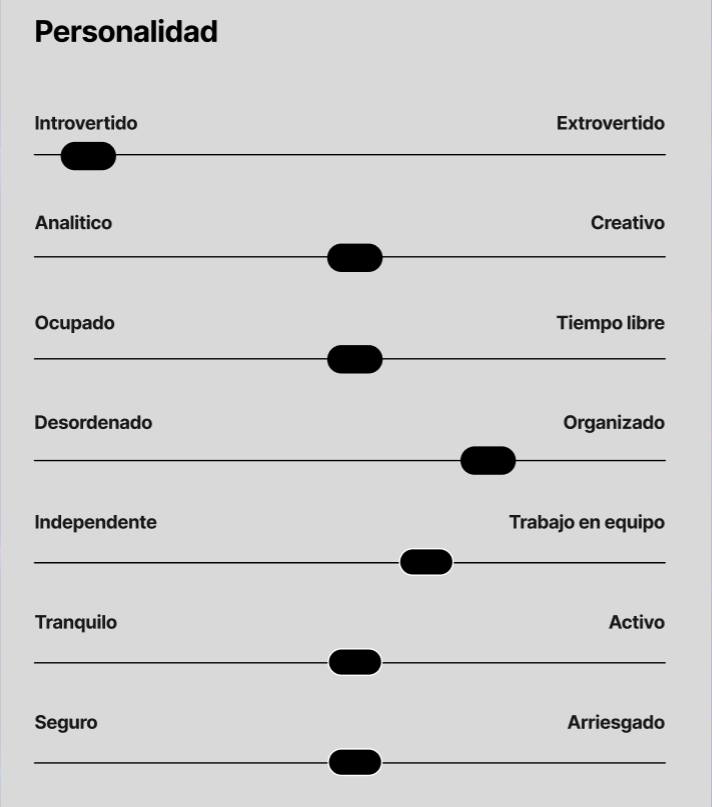 Personalidad
Introvertido Extrovertido
Analitico Creativo
Ocupado Tiempo libre
Desordenado Organizado
Independente Trabajo en equipo
Tranquilo Activo
Seguro Arriesgado